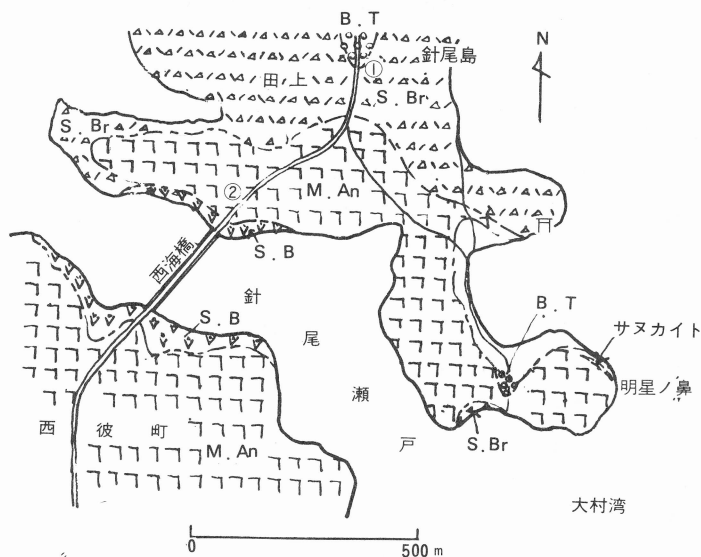 B.T
N
①
針尾島
田上
S.Br
S.Br
②
M.An
西海橋
S.B
針尾瀬戸
S.B
B.T
サヌカイト
明星ノ鼻
S.Br
西彼町
M.An
大村湾
0 500m